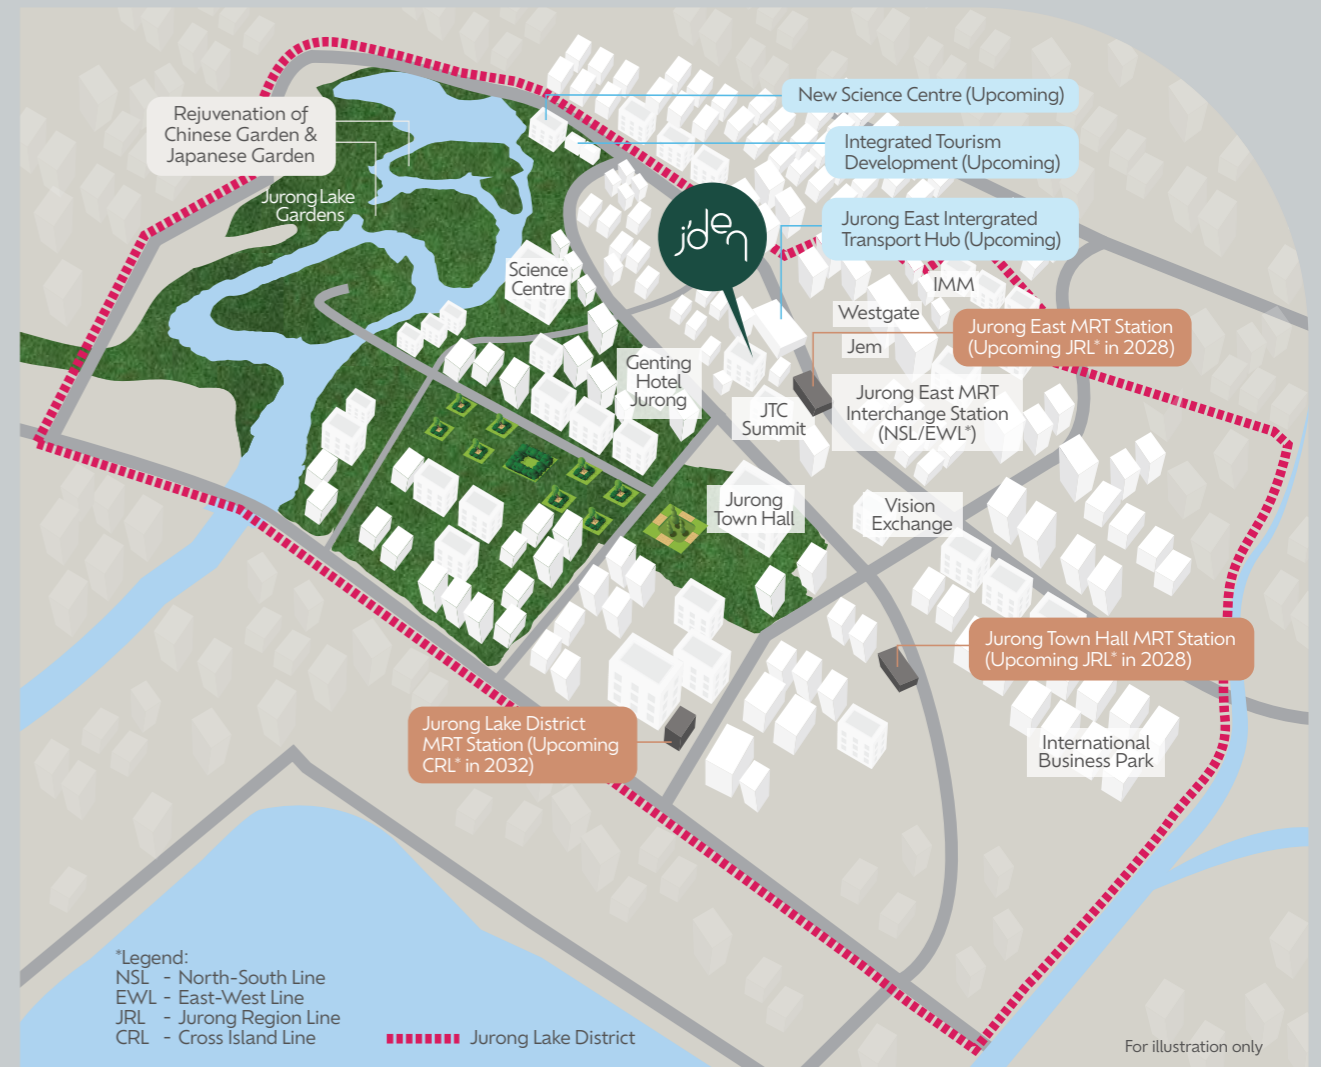 New Science Centre (Upcoming)
Rejuvenation of
Chinese Garden &
Japanese Garden
Integrated Tourism
Development (Upcoming)
Jurong Lake
Gardens
j'den
Jurong East Intergrated
Transport Hub (Upcoming)
Science
Centre
IMM
Westgate
Jem
Jurong East MRT Station
(Upcoming JRL* in 2028)
Genting
Hotel
Jurong
JTC
Summit
Jurong East MRT
Interchange Station
(NSL/EWL*)
Jurong
Town Hall
Vision
Exchange
Jurong Town Hall MRT Station
(Upcoming JRL* in 2028)
Jurong Lake District
MRT Station (Upcoming
CRL* in 2032)
International
Business Park
*Legend:
NSL - North-South Line
EWL - East-West Line
JRL - Jurong Region Line
CRL - Cross Island Line
Jurong Lake District
For illustration only